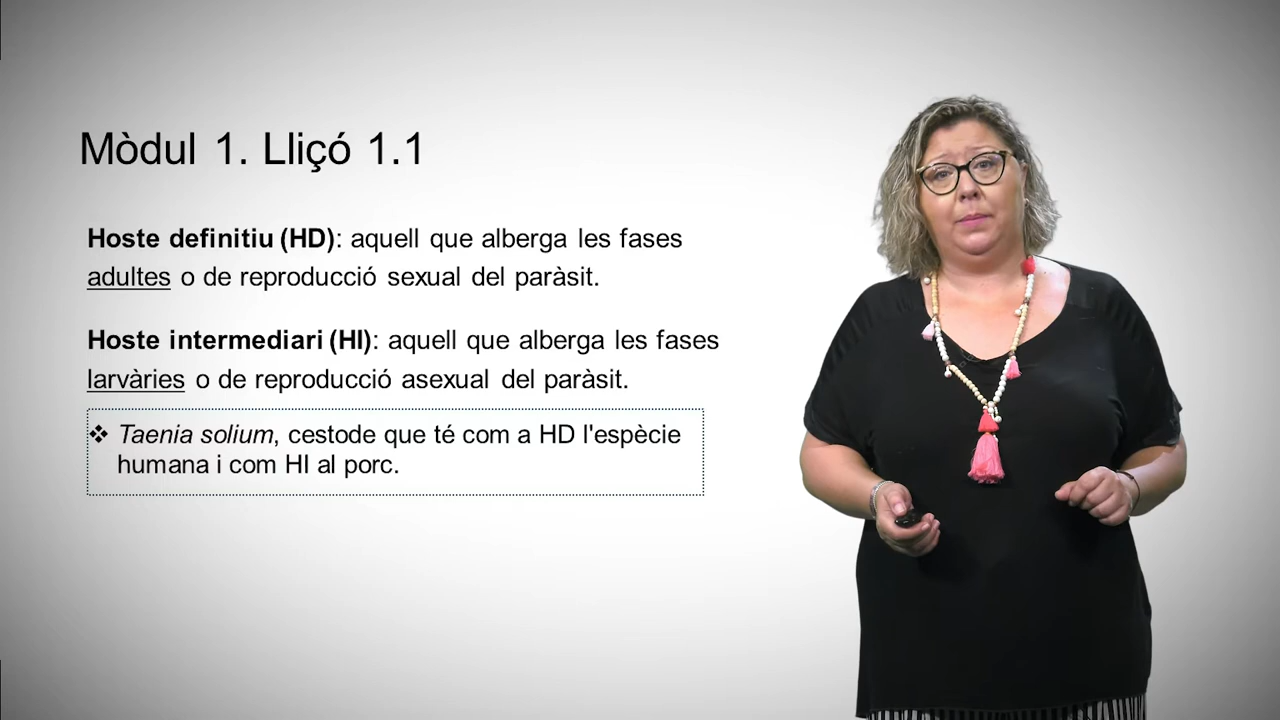 Mòdul 1. Lliçó 1.1
Hoste definitiu (HD): aquell que alberga les fases
adultes o de reproducció sexual del paràsit.
Hoste intermediari (HI): aquell que alberga les fases
larvàries o de reproducció asexual del paràsit.
❖ Taenia solium, cestode que té com a HD l'espècie
humana i com HI al porc.